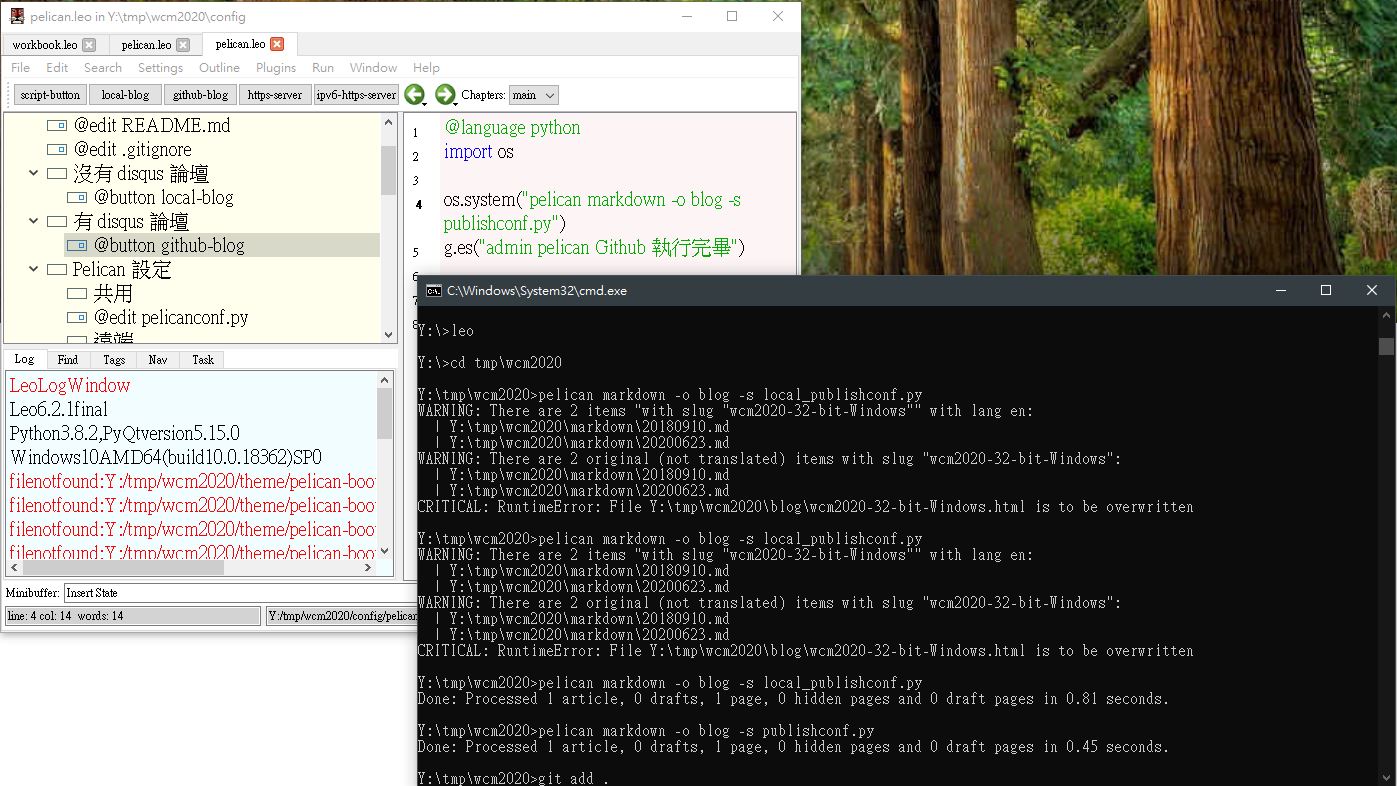 pelican.leo in Y:\tmp\wcm2020\config
workbook.leo pelican.leo pelican.leo
File Edit Search Settings Outline Plugins Run Window Help
script-button local-blog github-blog https-server ipv6-https-server Chapters: main
@edit README.md
@edit .gitignore
沒有 disqus 論壇
@button local-blog
有 disqus 論壇
@button github-blog
Pelican 設定
共用
@edit pelicanconf.py
遠端
1 @language python
2 import os
3
4 os.system("pelican markdown -o blog -s
publishconf.py")
5 g.es("admin pelican Github 執行完畢")
6
7
8
Log Find Tags Nav Task
LeoLogWindow
Leo6.2.1final
Python3.8.2,PyQtversion5.15.0
Windows10AMD64(build10.0.18362)SP0
filenotfound:Y:/tmp/wcm2020/theme/pelican-boo
filenotfound:Y:/tmp/wcm2020/theme/pelican-boo
filenotfound:Y:/tmp/wcm2020/theme/pelican-boo
filenotfound:Y:/tmp/wcm2020/theme/pelican-boo
Minibuffer: Insert State
line: 4 col: 14 words: 14 Y:/tmp/wcm2020/config/pelican
C:\Windows\System32\cmd.exe
Y:\>leo
Y:\>cd tmp\wcm2020
Y:\tmp\wcm2020>pelican markdown -o blog -s local_publishconf.py
WARNING: There are 2 items "with slug "wcm2020-32-bit-Windows"" with lang en:
| Y:\tmp\wcm2020\markdown\20180910.md
| Y:\tmp\wcm2020\markdown\20200623.md
WARNING: There are 2 original (not translated) items with slug "wcm2020-32-bit-Windows":
| Y:\tmp\wcm2020\markdown\20180910.md
| Y:\tmp\wcm2020\markdown\20200623.md
CRITICAL: RuntimeError: File Y:\tmp\wcm2020\blog\wcm2020-32-bit-Windows.html is to be overwritten
Y:\tmp\wcm2020>pelican markdown -o blog -s local_publishconf.py
WARNING: There are 2 items "with slug "wcm2020-32-bit-Windows"" with lang en:
| Y:\tmp\wcm2020\markdown\20180910.md
| Y:\tmp\wcm2020\markdown\20200623.md
WARNING: There are 2 original (not translated) items with slug "wcm2020-32-bit-Windows":
| Y:\tmp\wcm2020\markdown\20180910.md
| Y:\tmp\wcm2020\markdown\20200623.md
CRITICAL: RuntimeError: File Y:\tmp\wcm2020\blog\wcm2020-32-bit-Windows.html is to be overwritten
Y:\tmp\wcm2020>pelican markdown -o blog -s local_publishconf.py
Done: Processed 1 article, 0 drafts, 1 page, 0 hidden pages and 0 draft pages in 0.81 seconds.
Y:\tmp\wcm2020>pelican markdown -o blog -s publishconf.py
Done: Processed 1 article, 0 drafts, 1 page, 0 hidden pages and 0 draft pages in 0.45 seconds.
Y:\tmp\wcm2020>git add .